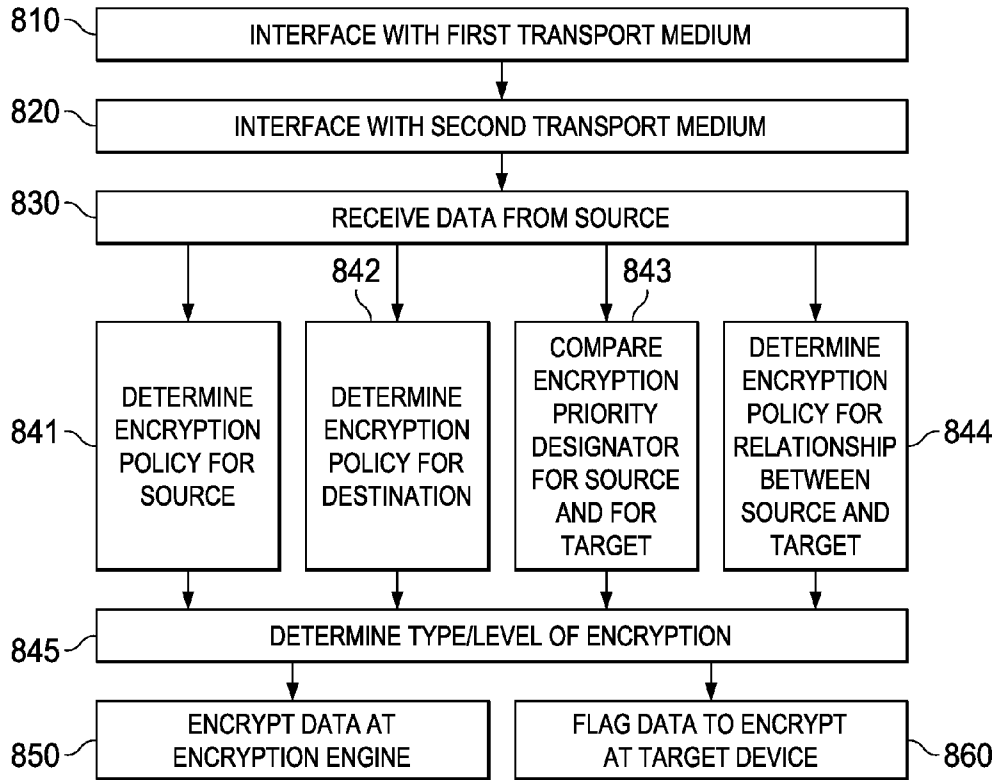 810
INTERFACE WITH FIRST TRANSPORT MEDIUM
820
INTERFACE WITH SECOND TRANSPORT MEDIUM
830
RECEIVE DATA FROM SOURCE
841
DETERMINE
ENCRYPTION
POLICY FOR
SOURCE
842
DETERMINE
ENCRYPTION
POLICY FOR
DESTINATION
843
COMPARE
ENCRYPTION
PRIORITY
DESIGNATOR
FOR SOURCE
AND FOR
TARGET
DETERMINE
ENCRYPTION
POLICY FOR
RELATIONSHIP
BETWEEN
SOURCE AND
TARGET
844
845
DETERMINE TYPE/LEVEL OF ENCRYPTION
850
ENCRYPT DATA AT
ENCRYPTION ENGINE
FLAG DATA TO ENCRYPT
AT TARGET DEVICE
860